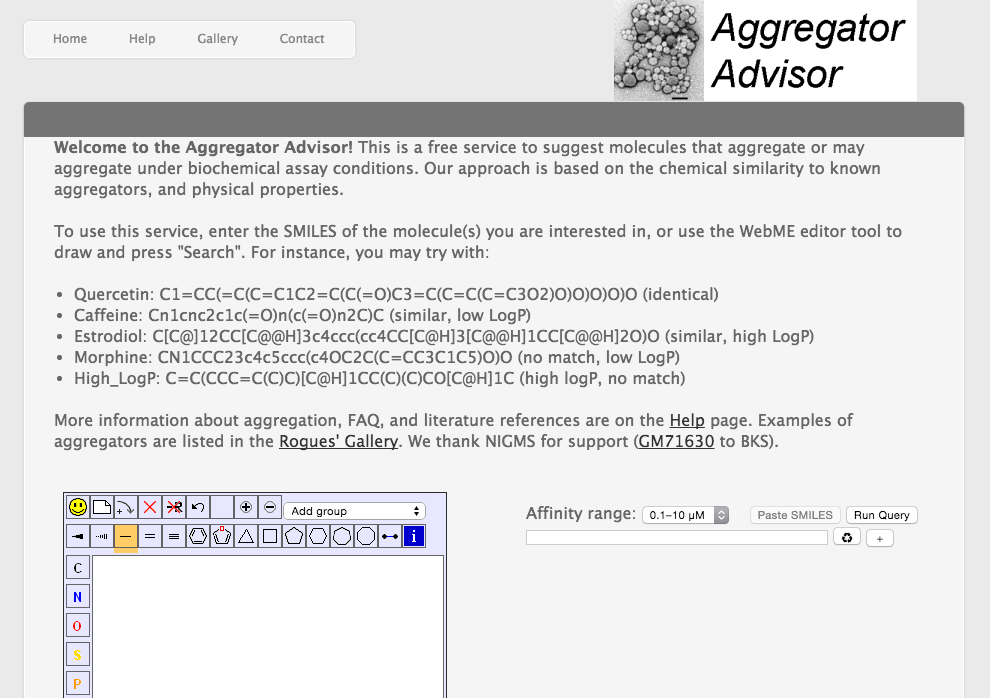 Home Help Gallery Contact
Aggregator
Advisor
Welcome to the Aggregator Advisor! This is a free service to suggest molecules that aggregate or may
aggregate under biochemical assay conditions. Our approach is based on the chemical similarity to known
aggregators, and physical properties.
To use this service, enter the SMILES of the molecule(s) you are interested in, or use the WebME editor tool to
draw and press "Search". For instance, you may try with:
• Quercetin: C1=CC(=C(C=C1C2=C(C(=O)C3=C(C=C(C=C3O2)O)O)O)O)O (identical)
• Caffeine: Cn1cnc2c1c(=O)n(c(=O)n2C)C (similar, low LogP)
• Estrodiol: C[C@]12CC[C@@H]3c4ccc(cc4CC[C@H]3[C@@H]1CC[C@@H]2O)O (similar, high LogP)
• Morphine: CN1CCC23c4c5ccc(c4OC2C(C=CC3C1C5)O)O (no match, low LogP)
• High_LogP: C=C(CCC=C(C)C)[C@H]1CC(C)(C)CO[C@H]1C (high logP, no match)
More information about aggregation, FAQ, and literature references are on the Help page. Examples of
aggregators are listed in the Rogues' Gallery. We thank NIGMS for support (GM71630 to BKS).
Add group
Affinity range: 0.1–10 µM Paste SMILES Run Query
+
i
C
N
O
S
P